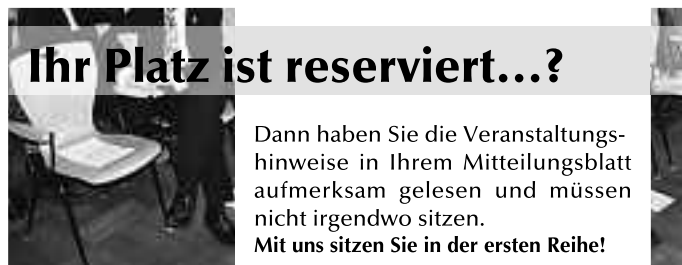 Ihr Platz ist reserviert...?
Dann haben Sie die Veranstaltungs-
hinweise in Ihrem Mitteilungsblatt
aufmerksam gelesen und müssen
nicht irgendwo sitzen.
Mit uns sitzen Sie in der ersten Reihe!